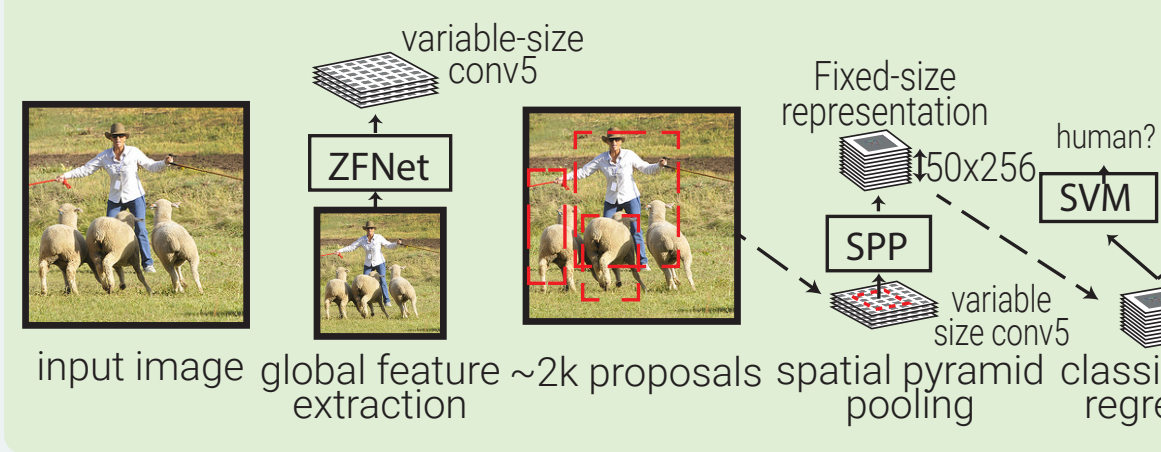 variable-size
conv5
ZFNet
input image
global feature
extraction
~2k proposals
Fixed-size
representation
50x256
SPP
variable
size conv5
spatial pyramid
pooling
human?
SVM